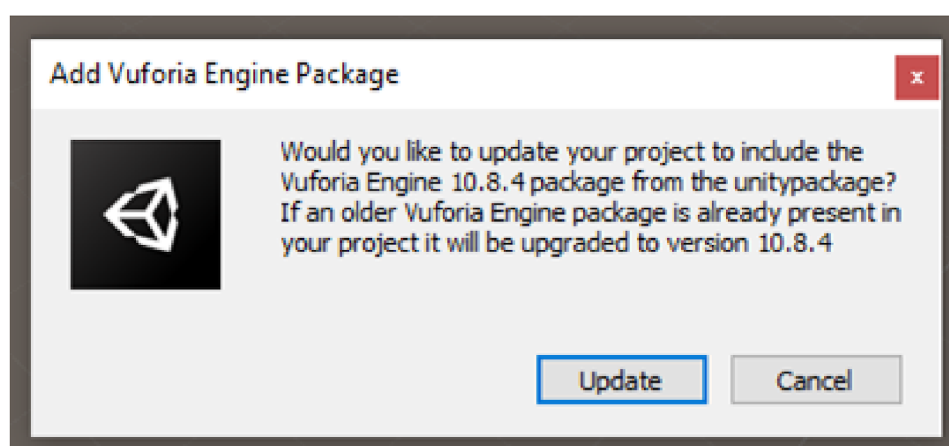 Add Vuforia Engine Package
x
Would you like to update your project to include the
Vuforia Engine 10.8.4 package from the unitypackage?
If an older Vuforia Engine package is already present in
your project it will be upgraded to version 10.8.4
Update Cancel